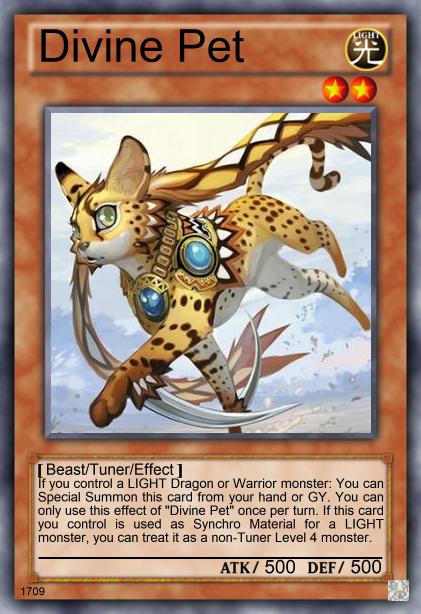 Divine Pet
LIGHT
光
[ Beast/Tuner/Effect ]
If you control a LIGHT Dragon or Warrior monster: You can
Special Summon this card from your hand or GY. You can
only use this effect of "Divine Pet" once per turn. If this card
you control is used as Synchro Material for a LIGHT
monster, you can treat it as a non-Tuner Level 4 monster.
ATK/ 500 DEF/ 500
1709